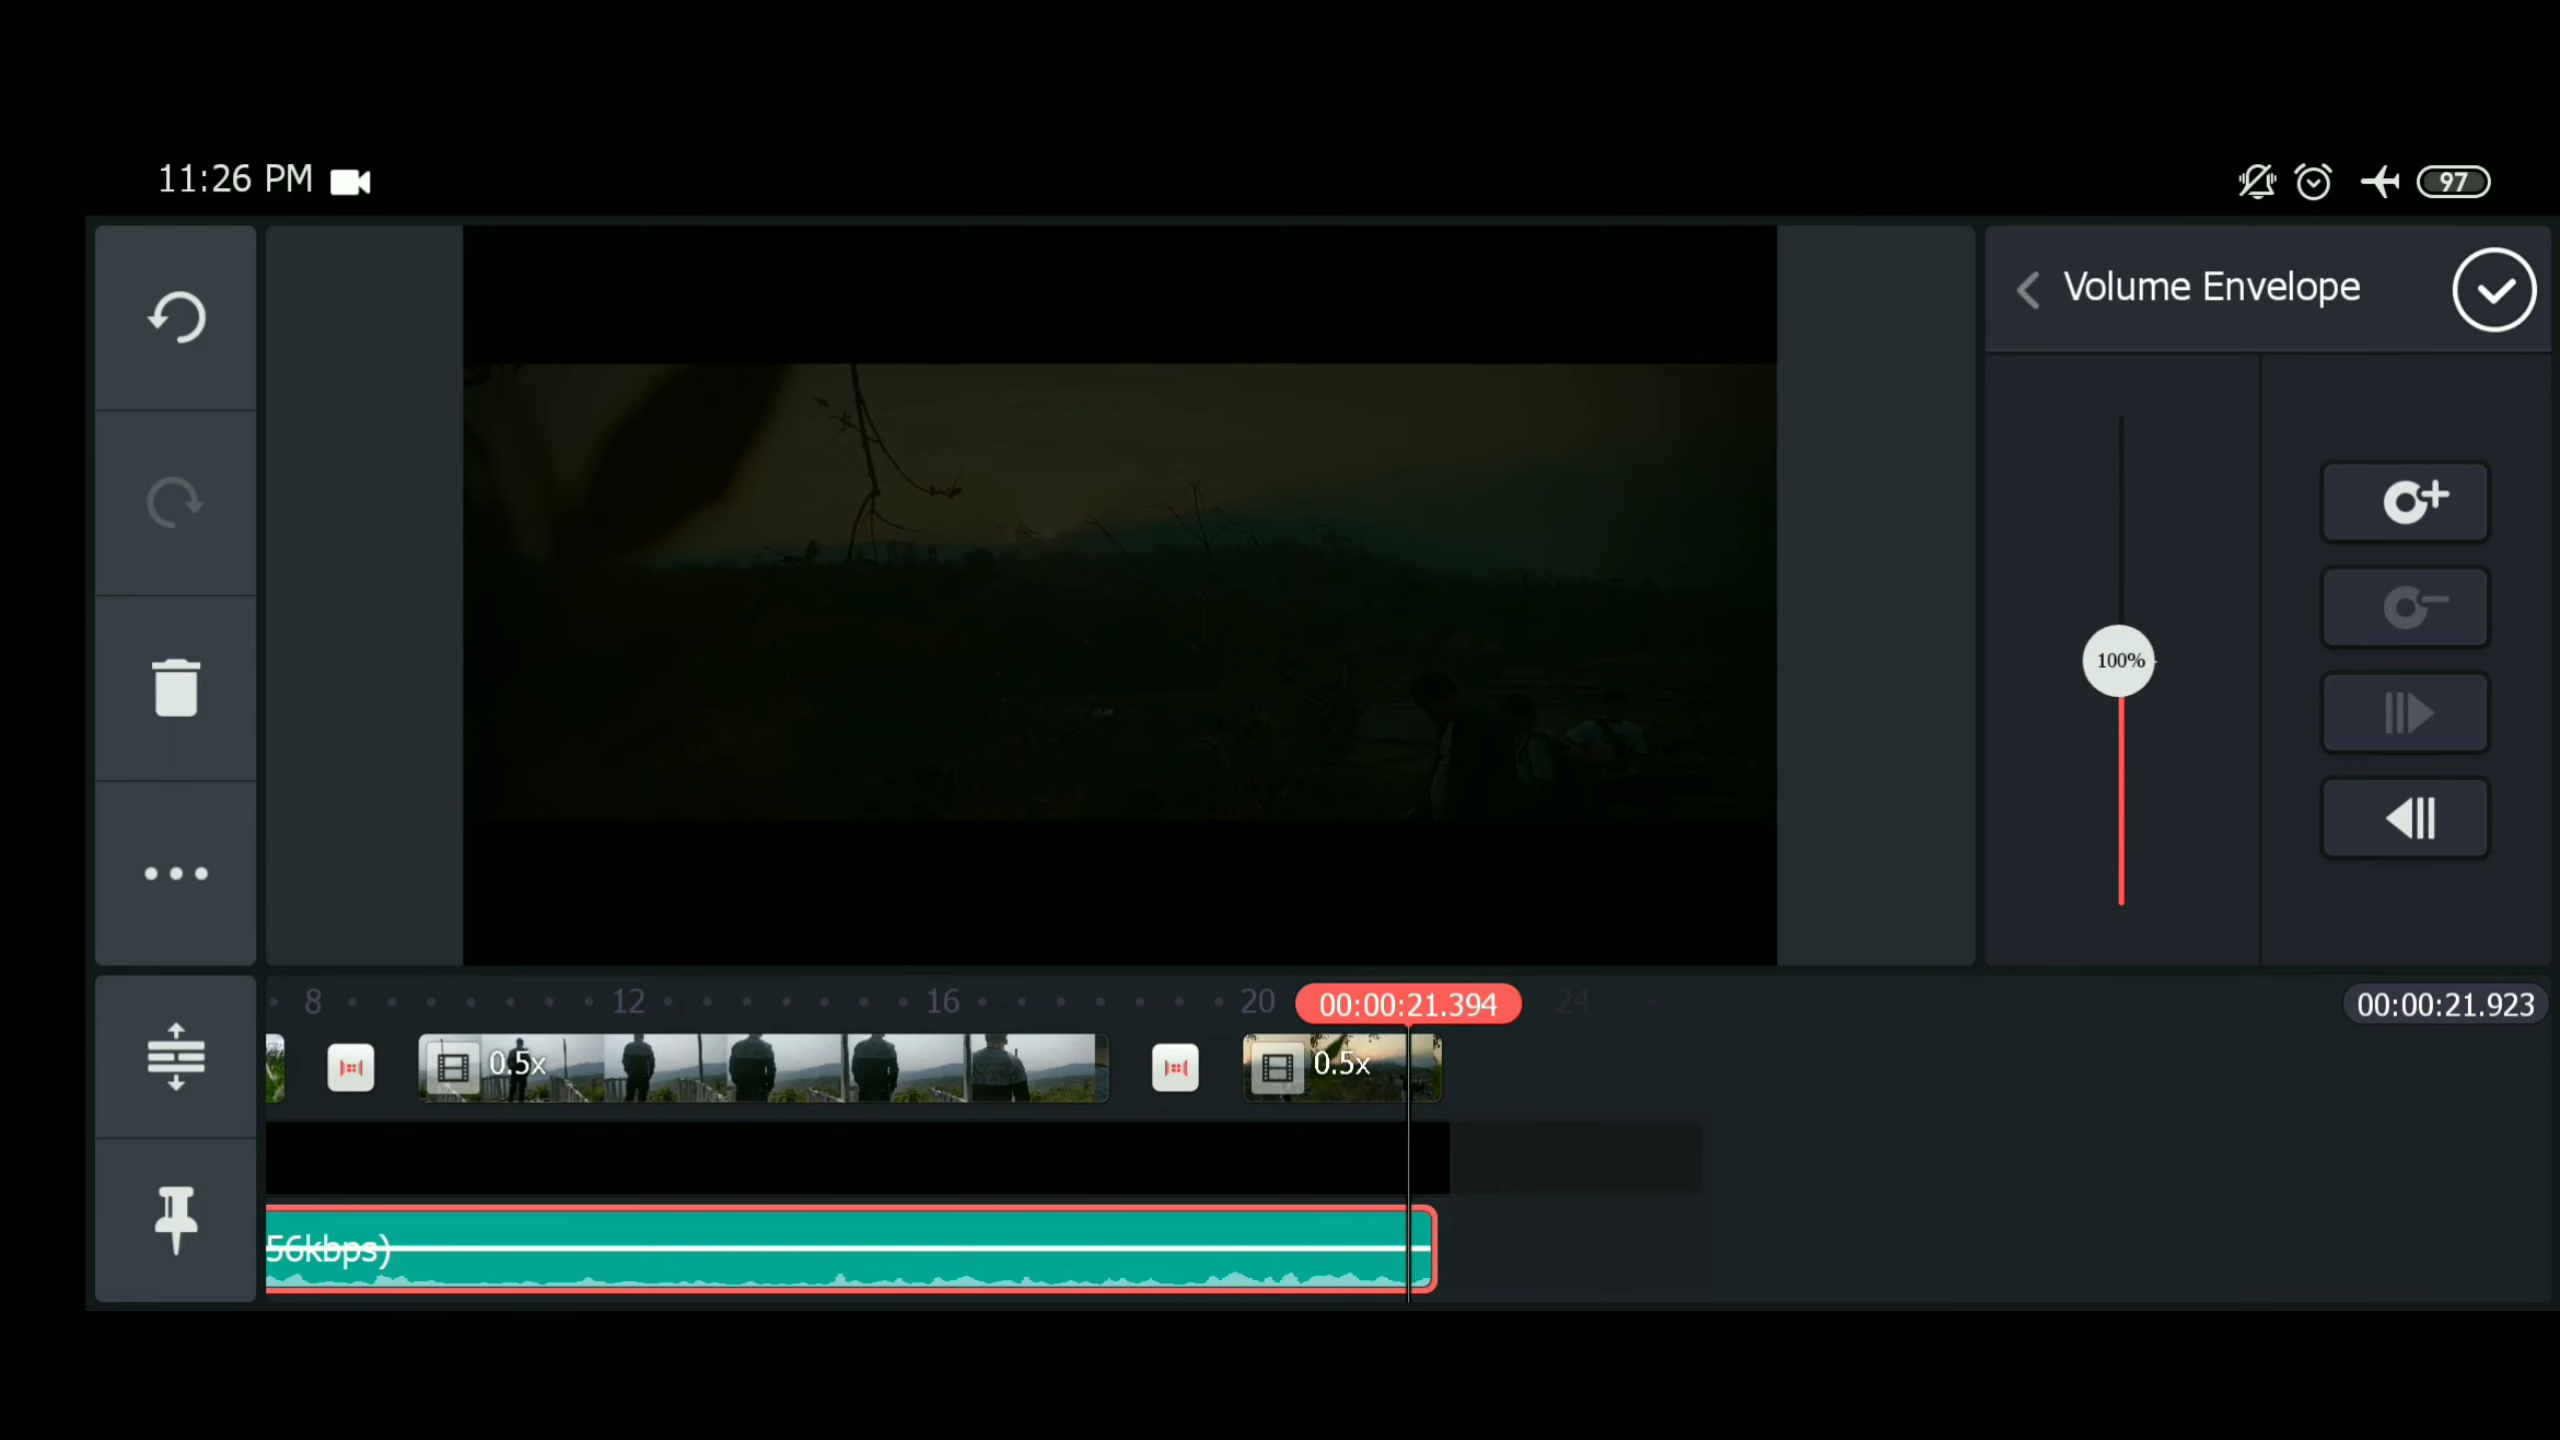 11:26 PM
97
Volume Envelope
100%
8 12 16 20 00:00:21.394 24 00:00:21.923
0.5x 0.5x
56kbps)